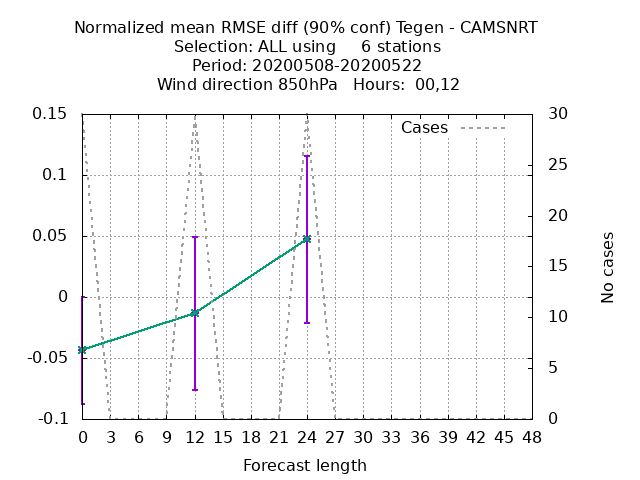 Normalized mean RMSE diff (90% conf) Tegen - CAMSNRT
Selection: ALL using 6 stations
Period: 20200508-20200522
Wind direction 850hPa Hours: 00,12
0.15
0.1
0.05
0
-0.05
-0.1
Cases
30
25
20
15
10
5
0
No cases
0 3 6 9 12 15 18 21 24 27 30 33 36 39 42 45 48
Forecast length